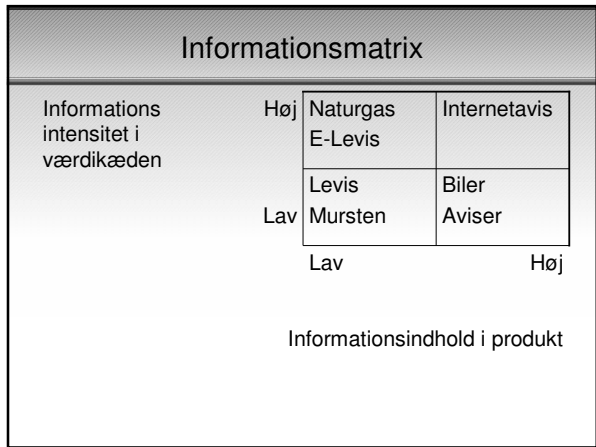 Informationsmatrix
Informations
intensitet i
værdikæden
Høj
Naturgas
E-Levis
Internetavis
Levis
Mursten
Biler
Aviser
Lav
Lav
Høj
Informationsindhold i produkt